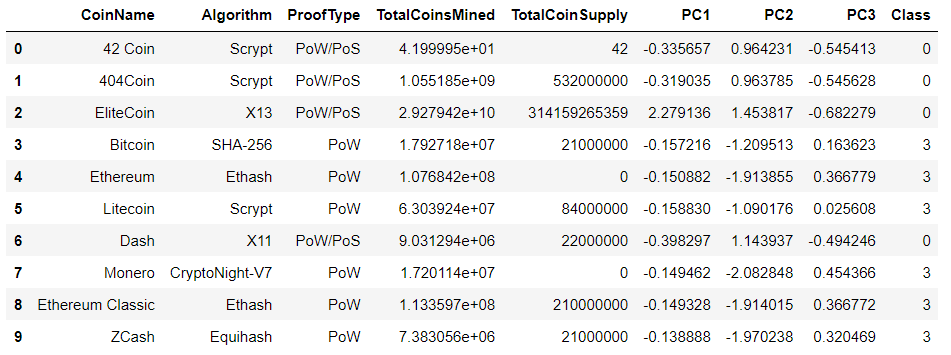 CoinName Algorithm ProofType TotalCoinsMined TotalCoinSupply PC1 PC2 PC3 Class
0 42 Coin Scrypt PoW/PoS 4.199995e+01 42 -0.335657 0.964231 -0.545413 0
1 404Coin Scrypt PoW/PoS 1.055185e+09 532000000 -0.319035 0.963785 -0.545628 0
2 EliteCoin X13 PoW/PoS 2.927942e+10 314159265359 2.279136 1.453817 -0.682279 0
3 Bitcoin SHA-256 PoW 1.792718e+07 21000000 -0.157216 -1.209513 0.163623 3
4 Ethereum Ethash PoW 1.076842e+08 0 -0.150882 -1.913855 0.366779 3
5 Litecoin Scrypt PoW 6.303924e+07 84000000 -0.158830 -1.090176 0.025608 3
6 Dash X11 PoW/PoS 9.031294e+06 22000000 -0.398297 1.143937 -0.494246 0
7 Monero CryptoNight-V7 PoW 1.720114e+07 0 -0.149462 -2.082848 0.454366 3
8 Ethereum Classic Ethash PoW 1.133597e+08 210000000 -0.149328 -1.914015 0.366772 3
9 ZCash Equihash PoW 7.383056e+06 21000000 -0.138888 -1.970238 0.320469 3